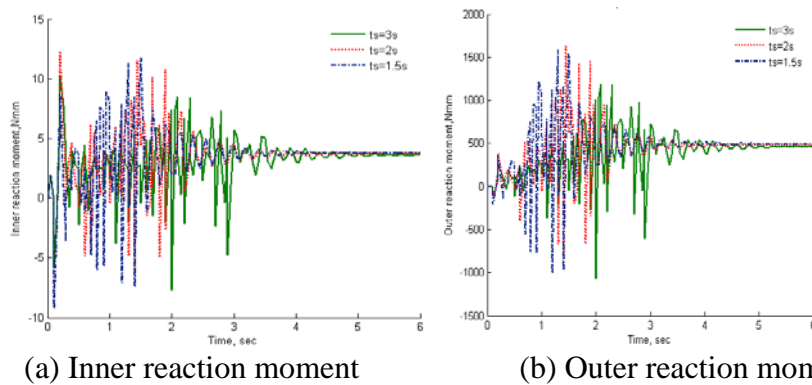 15
10
5
0
-5
-10
Inner reaction moment,Nmm
ts=3s
ts=2s
ts=1.5s
0 1 2 3 4 5 6
Time, sec
(a) Inner reaction moment
2000
1500
1000
500
0
-500
-1000
-1500
Outer reaction moment,Nmm
ts=3s
ts=2s
ts=1.5s
0 1 2 3 4 5 6
Time, sec
(b) Outer reaction mon